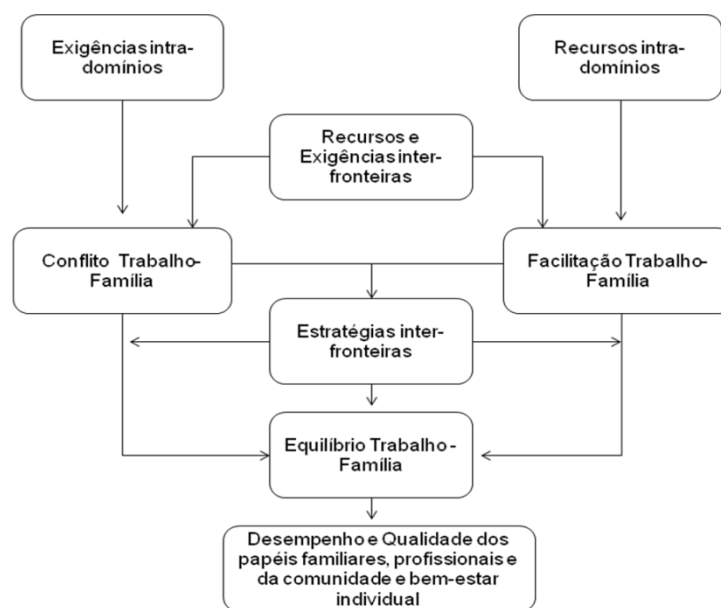 Exigências intra-
domínios
Recursos intra-
domínios
Recursos e
Exigências inter-
fronteiras
Conflito Trabalho-
Família
Facilitação Trabalho-
Família
Estratégias inter-
fronteiras
Equilíbrio Trabalho -
Família
Desempenho e Qualidade dos
papéis familiares, profissionais e
da comunidade e bem-estar
individual